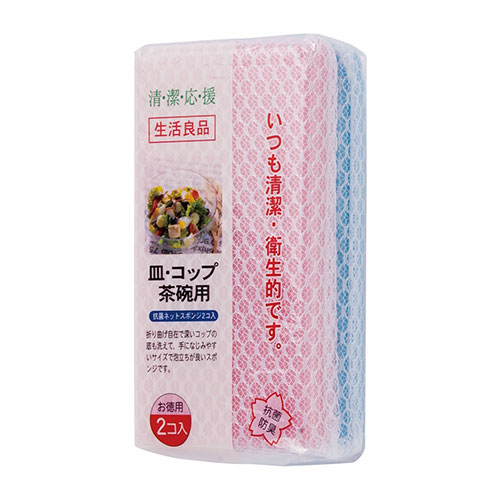 清・潔・応・援
生活良品
皿・コップ
茶碗用
抗菌ネットスポンジ2コ入
折り曲げ自在で深いコップの
底も洗えて、手になじみやす
いサイズで泡立ちが良いスポ
ンジです。
お徳用
2コ入
いつも清潔・衛生的です。
抗菌
防臭